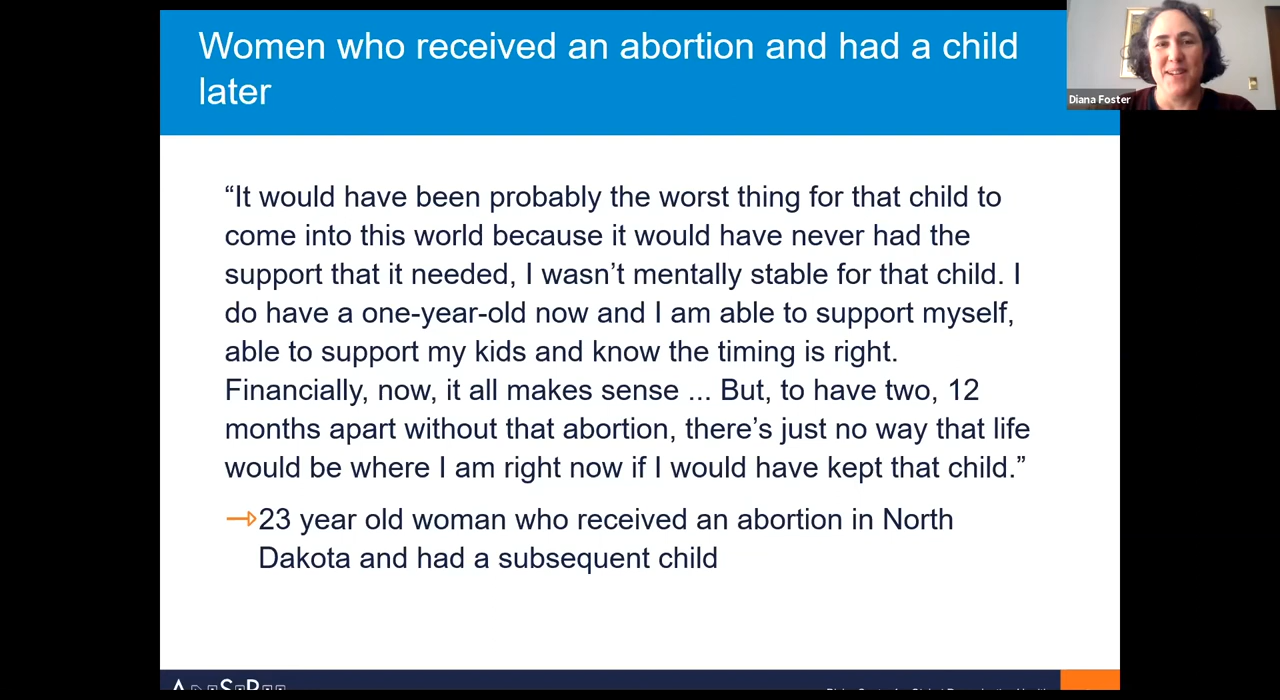 Women who received an abortion and had a child
later
Diana Foster
“It would have been probably the worst thing for that child to
come into this world because it would have never had the
support that it needed, I wasn’t mentally stable for that child. I
do have a one-year-old now and I am able to support myself,
able to support my kids and know the timing is right.
Financially, now, it all makes sense ... But, to have two, 12
months apart without that abortion, there’s just no way that life
would be where I am right now if I would have kept that child.”
23 year old woman who received an abortion in North
Dakota and had a subsequent child